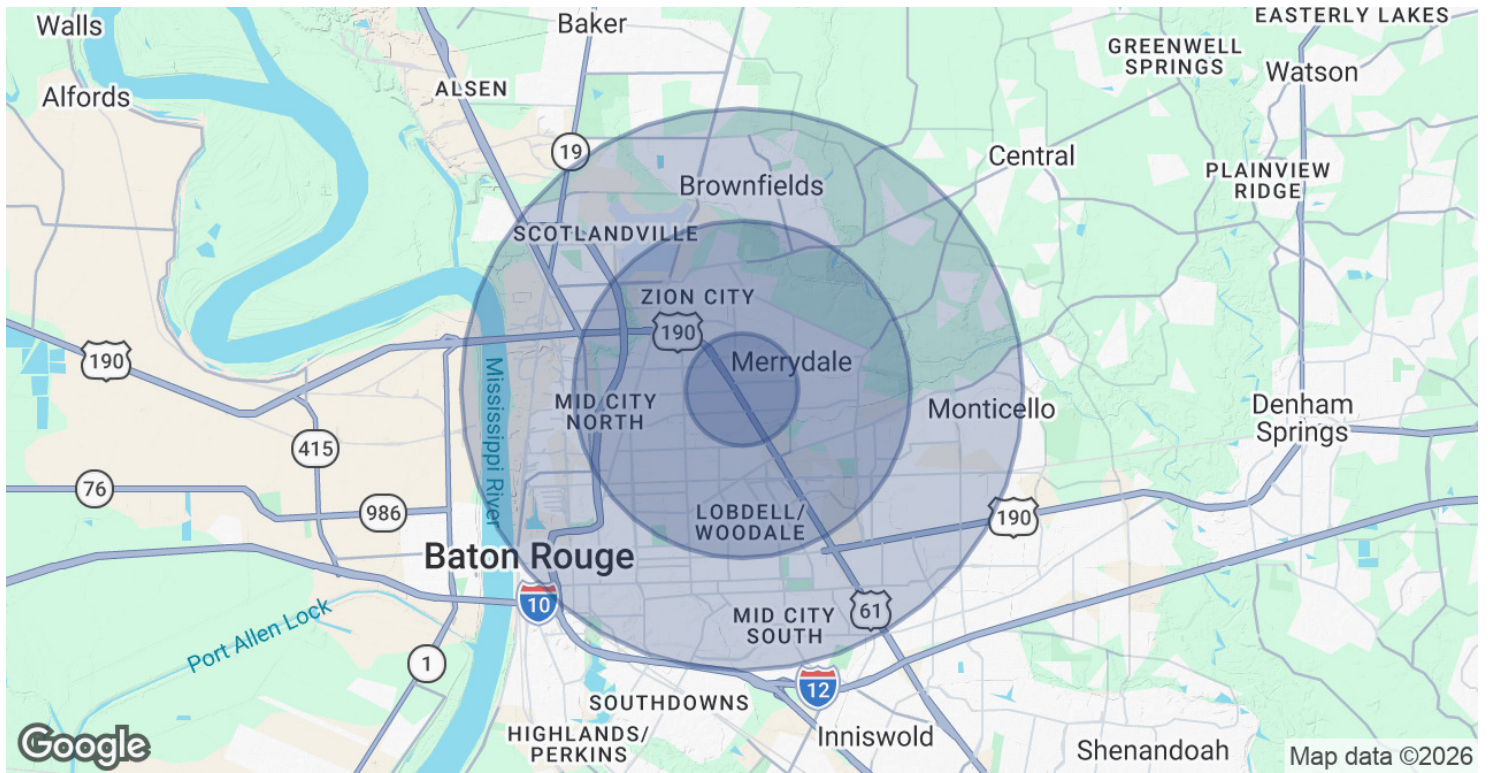 Walls
Baker
EASTERLY LAKES
GREENWELL
SPRINGS
Watson
Alfords
ALSEN
19
Central
Brownfields
PLAINVIEW
RIDGE
SCOTLANDVILLE
ZION CITY
190
190
Merrydale
Mississippi River
MID CITY
NORTH
Monticello
Denham
Springs
415
76
986
LOBDELL/
WOODALE
190
Baton Rouge
10
61
MID CITY
SOUTH
Port Allen Lock
1
12
SOUTHDOWNS
HIGHLANDS/
PERKINS
Inniswold
Shenandoah
Google
Map data ©2026